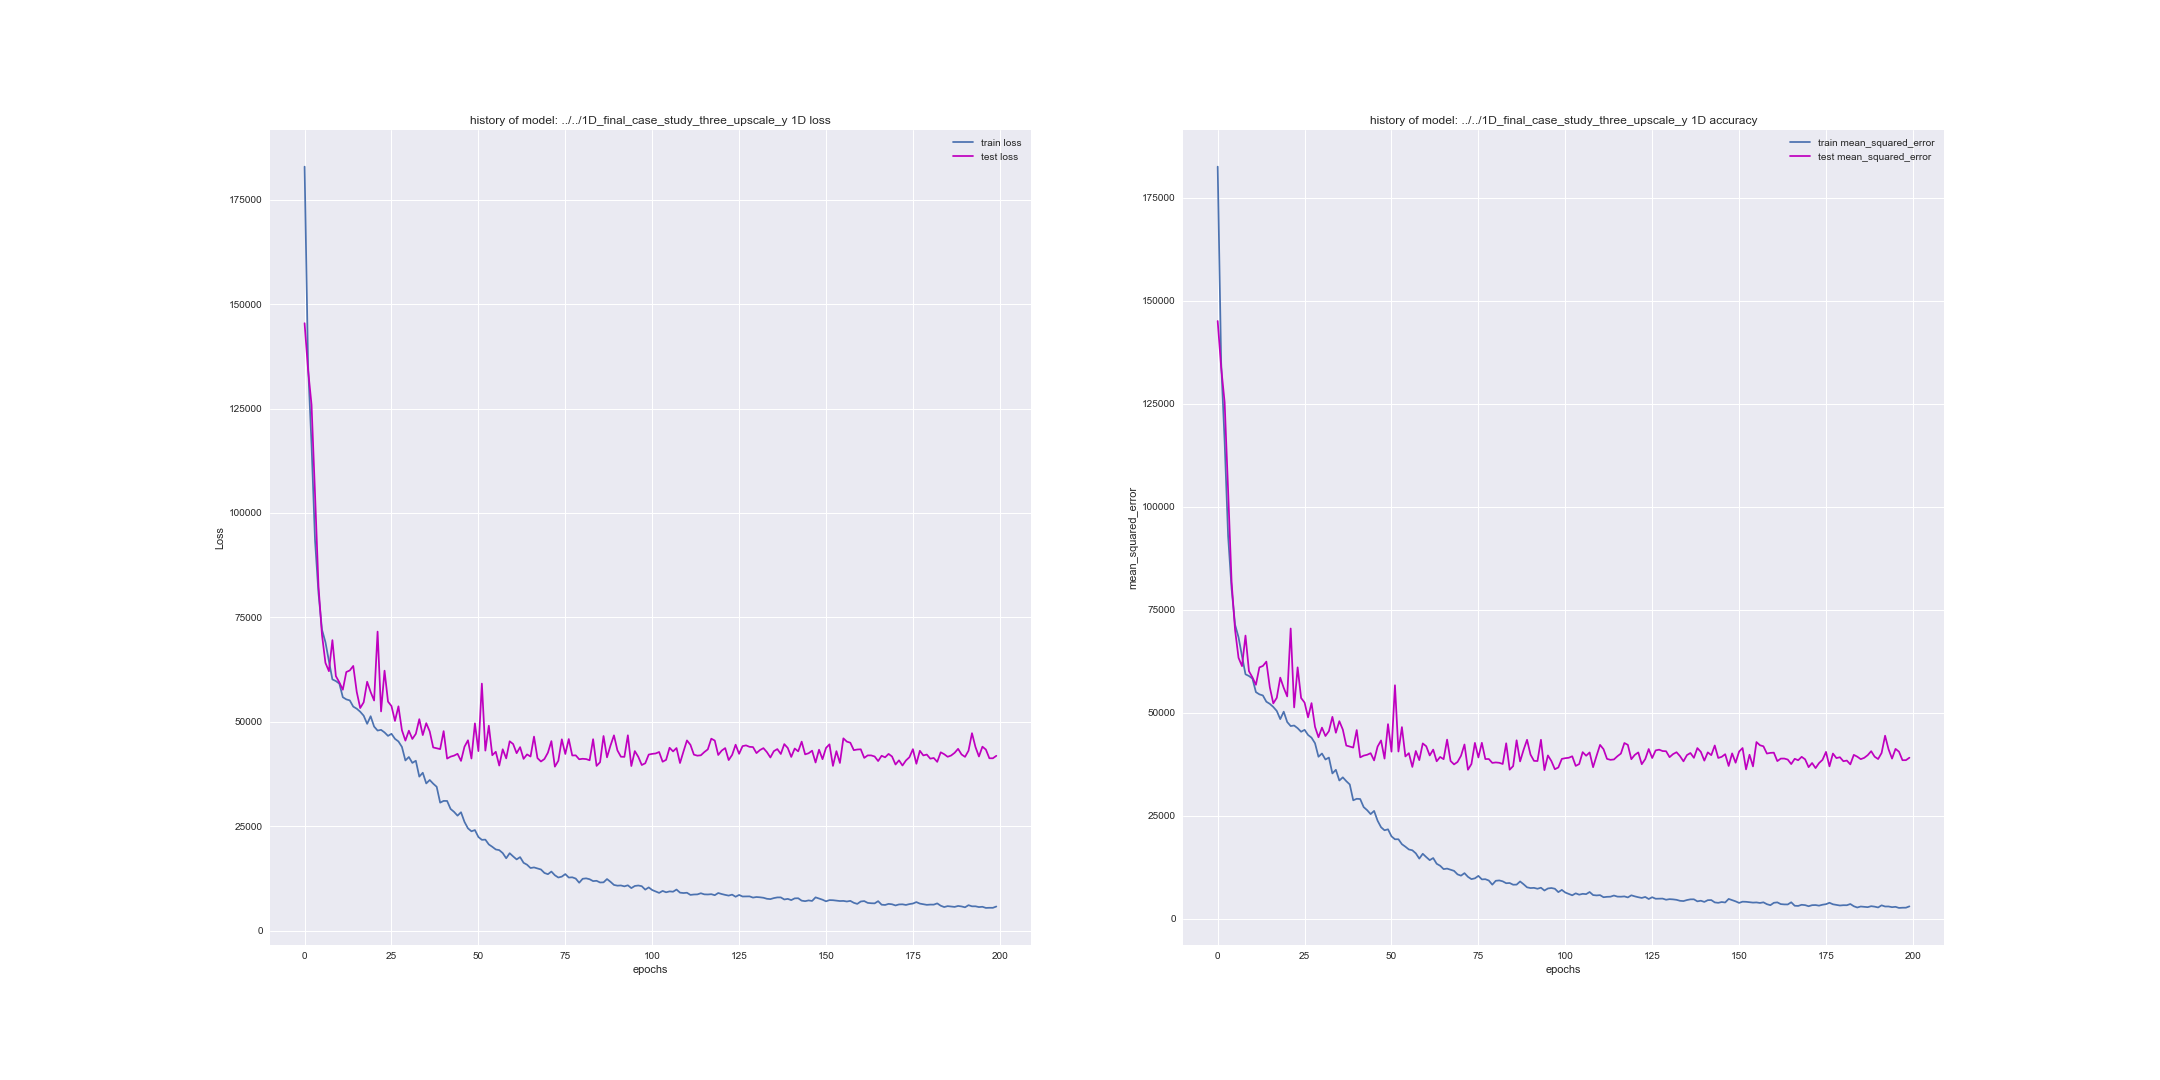 history of model: ../../1D_final_case_study_three_upscale_y 1D loss
train loss
test loss
175000
150000
125000
100000
75000
50000
25000
0
Loss
0 25 50 75 100 125 150 175 200
epochs
history of model: ../../1D_final_case_study_three_upscale_y 1D accuracy
train mean_squared_error
test mean_squared_error
175000
150000
125000
100000
75000
50000
25000
0
mean_squared_error
0 25 50 75 100 125 150 175 200
epochs